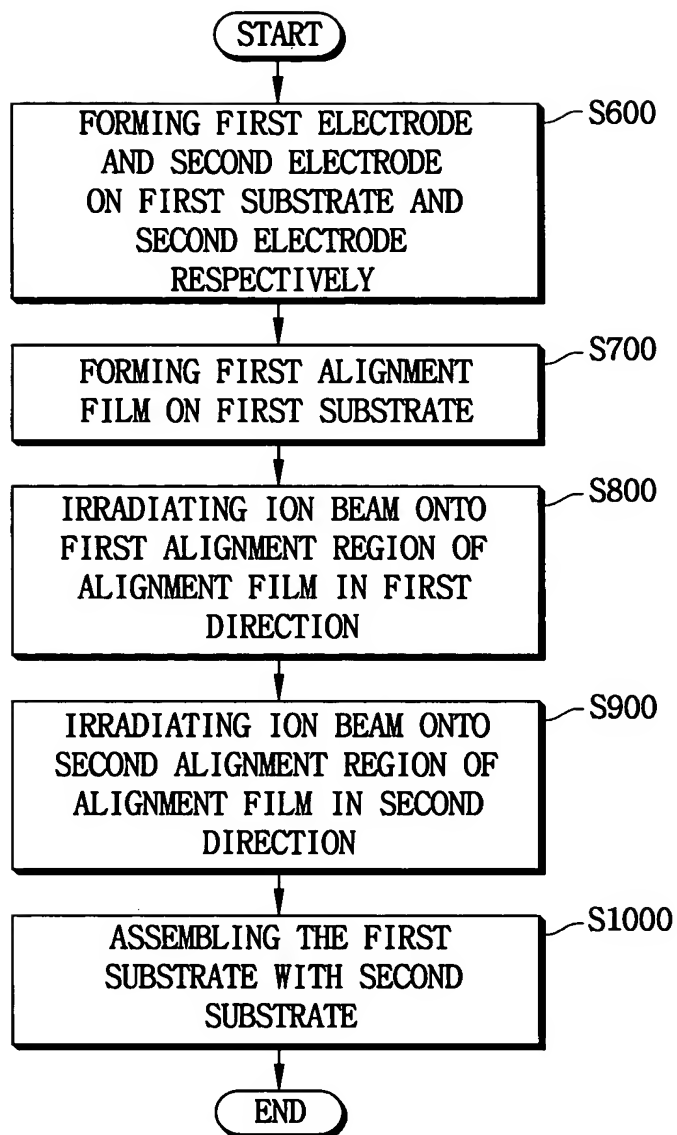 START
S600
FORMING FIRST ELECTRODE
AND SECOND ELECTRODE
ON FIRST SUBSTRATE AND
SECOND ELECTRODE
RESPECTIVELY
S700
FORMING FIRST ALIGNMENT
FILM ON FIRST SUBSTRATE
S800
IRRADIATING ION BEAM ONTO
FIRST ALIGNMENT REGION OF
ALIGNMENT FILM IN FIRST
DIRECTION
S900
IRRADIATING ION BEAM ONTO
SECOND ALIGNMENT REGION OF
ALIGNMENT FILM IN SECOND
DIRECTION
S1000
ASSEMBLING THE FIRST
SUBSTRATE WITH SECOND
SUBSTRATE
END